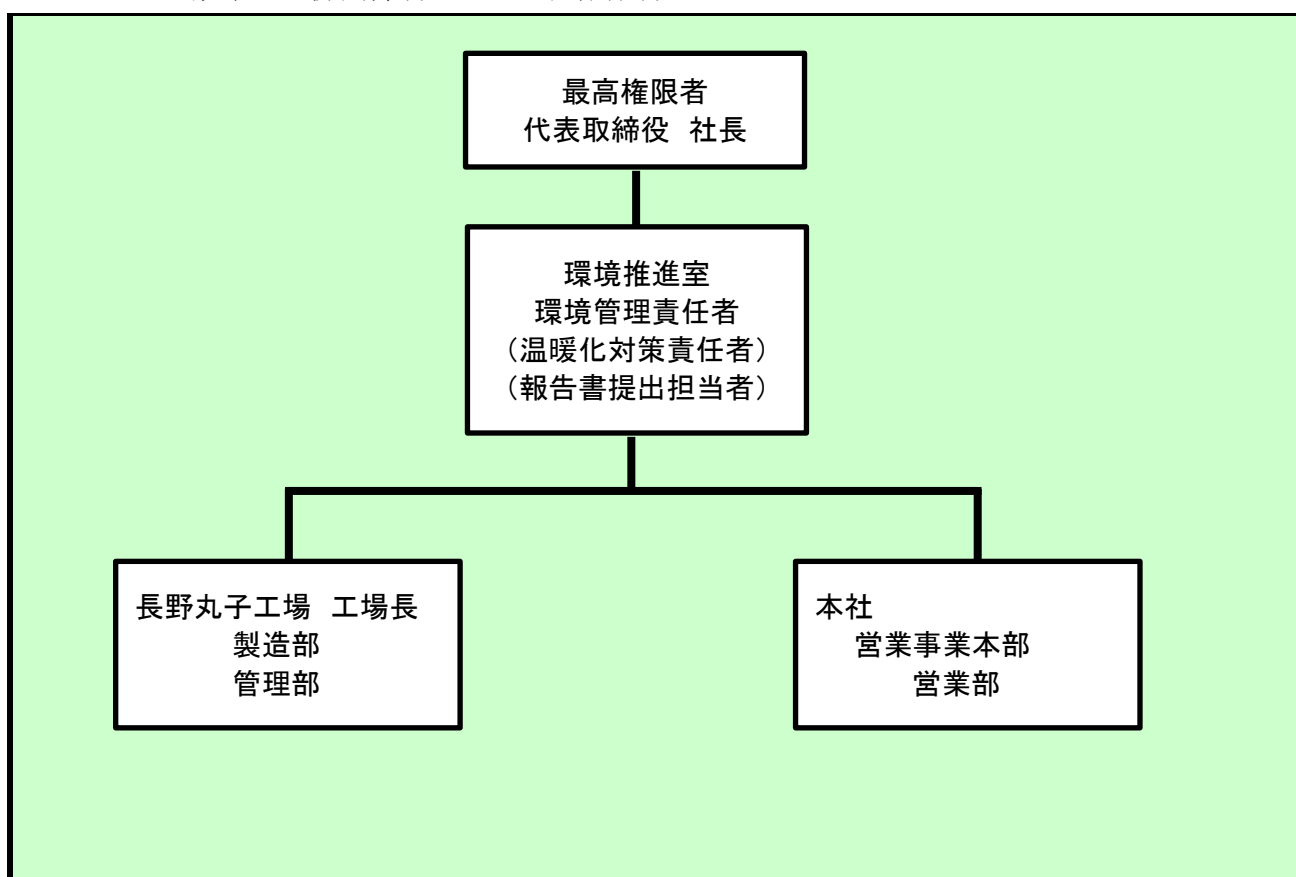 最高権限者
代表取締役　社長
環境推進室
環境管理責任者
（温暖化対策責任者）
（報告書提出担当者）
長野丸子工場　工場長
製造部
管理部
本社
営業事業本部
営業部